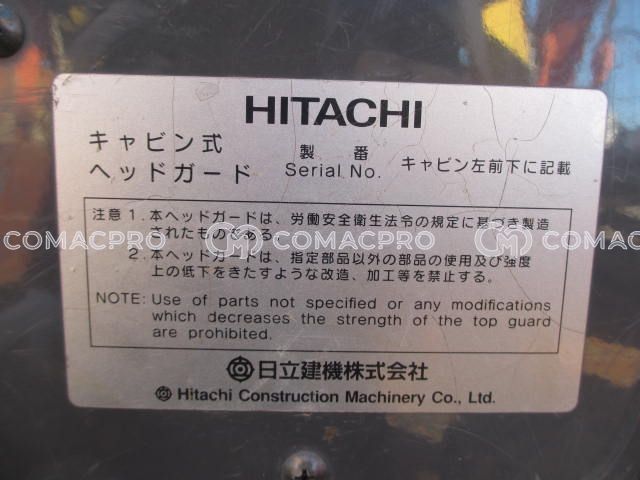 HITACHI
キャビン式
ヘッドガード
製 番
Serial No.
キャビン左前下に記載
注意 1. 本ヘッドガードは、労働安全衛生法令の規定に基づき製造
されたものである。
2. 本ヘッドガードは、指定部品以外の部品の使用及び強度
上の低下をきたすような改造、加工等を禁止する。
NOTE: Use of parts not specified or any modifications
which decreases the strength of the top guard
are prohibited.
日立建機株式会社
Hitachi Construction Machinery Co., Ltd.
COMACPRO COMACPRO COMACPRO